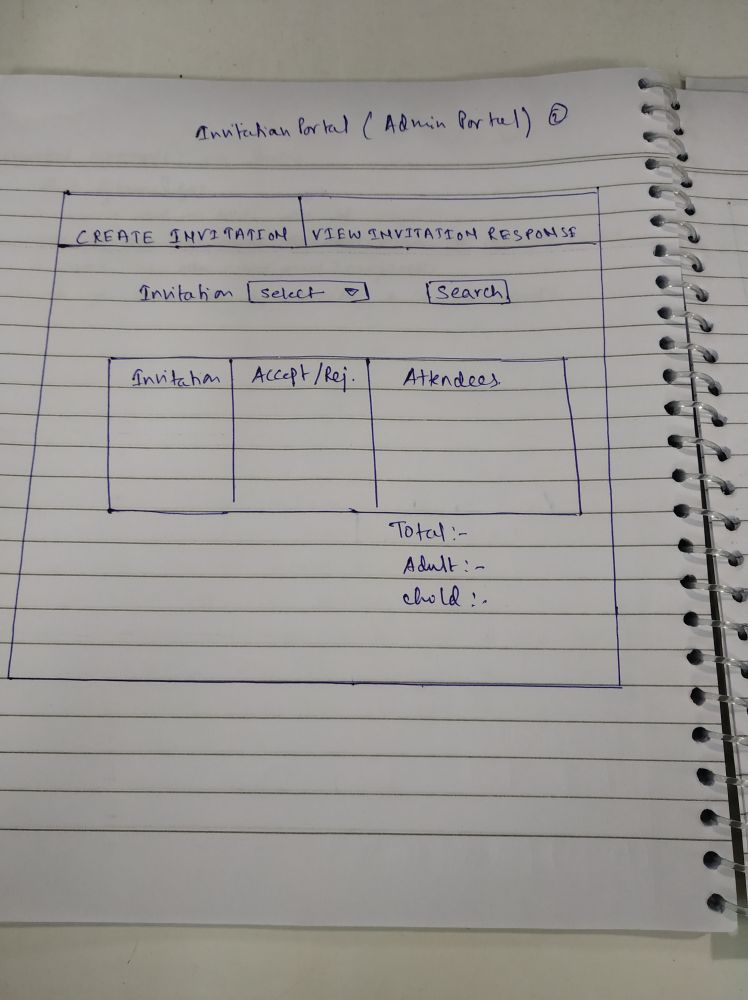 Invitation Portal (Admin Portal) ②
CREATE INVITATION VIEW INVITATION RESPONSE
Invitation Select Search
Invitation Accept/Rej. Attendees.
Total :-
Adult :-
chold :-